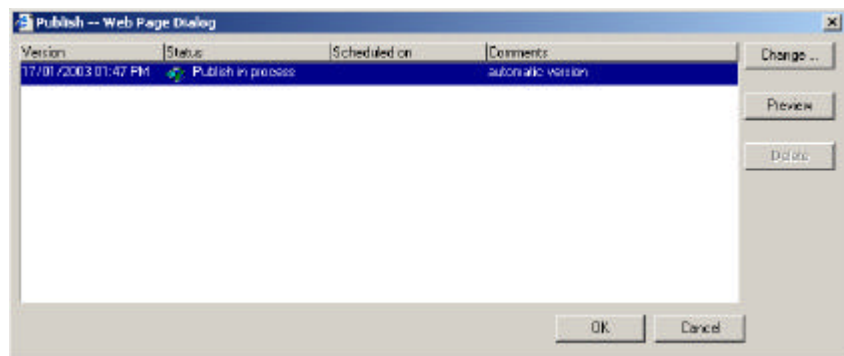 Publish -- Web Page Dialog
Version Status Scheduled on Comments
17/01/2003 01:47 PM Publish in process automatic version
Change ...
Preview
Delete
OK Cancel